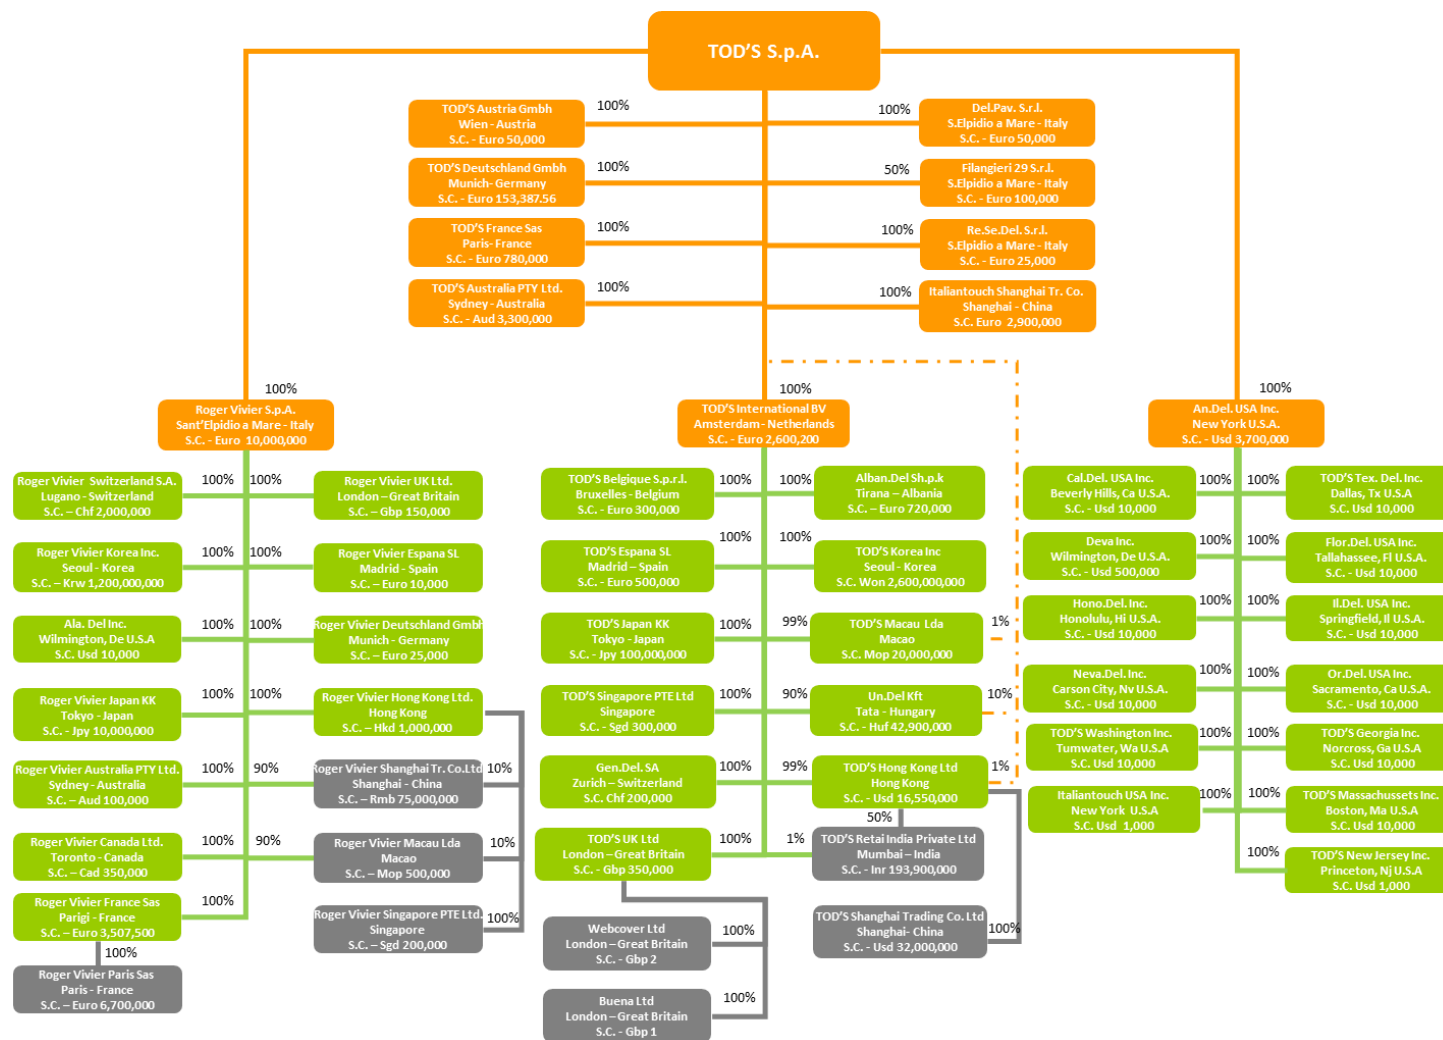 TOD'S S.p.A.
TOD'S Austria Gmbh
Wien - Austria
S.C. - Euro 50,000
100%
100%
Del.Pav. S.r.l.
S.Elpidio a Mare - Italy
S.C. - Euro 50,000
TOD'S Deutschland Gmbh
Munich- Germany
S.C. - Euro 153,387.56
100%
50%
Filangieri 29 S.r.l.
S.Elpidio a Mare - Italy
S.C. - Euro 100,000
TOD'S France Sas
Paris- France
S.C. - Euro 780,000
100%
100%
Re.Se.Del. S.r.l.
S.Elpidio a Mare - Italy
S.C. - Euro 25,000
TOD'S Australia PTY Ltd.
Sydney - Australia
S.C. - Aud 3,300,000
100%
100%
Italiantouch Shanghai Tr. Co.
Shanghai - China
S.C. Euro 2,900,000
100%
Roger Vivier S.p.A.
Sant'Elpidio a Mare - Italy
S.C. - Euro 10,000,000
100%
TOD'S International BV
Amsterdam - Netherlands
S.C. - Euro 2,600,200
100%
An.Del. USA Inc.
New York U.S.A.
S.C. - Usd 3,700,000
Roger Vivier Switzerland S.A.
Lugano - Switzerland
S.C. – Chf 2,000,000
100%
100%
Roger Vivier UK Ltd.
London – Great Britain
S.C. – Gbp 150,000
Roger Vivier Korea Inc.
Seoul - Korea
S.C. – Krw 1,200,000,000
100%
100%
Roger Vivier Espana SL
Madrid - Spain
S.C. – Euro 10,000
Ala. Del Inc.
Wilmington, De U.S.A
S.C. Usd 10,000
100%
100%
Roger Vivier Deutschland Gmbh
Munich - Germany
S.C. – Euro 25,000
Roger Vivier Japan KK
Tokyo - Japan
S.C. - Jpy 10,000,000
100%
100%
Roger Vivier Hong Kong Ltd.
Hong Kong
S.C. – Hkd 1,000,000
Roger Vivier Australia PTY Ltd.
Sydney - Australia
S.C. – Aud 100,000
100%
90%
Roger Vivier Shanghai Tr. Co.Ltd
Shanghai - China
S.C. – Rmb 75,000,000
10%
Roger Vivier Canada Ltd.
Toronto - Canada
S.C. – Cad 350,000
100%
90%
Roger Vivier Macau Lda
Macao
S.C. – Mop 500,000
10%
Roger Vivier France Sas
Parigi - France
S.C. – Euro 3,507,500
100%
Roger Vivier Singapore PTE Ltd.
Singapore
S.C. – Sgd 200,000
100%
100%
Roger Vivier Paris Sas
Paris - France
S.C. – Euro 6,700,000
TOD'S Belgique S.p.r.l.
Bruxelles - Belgium
S.C. - Euro 300,000
100%
100%
Alban.Del Sh.p.k
Tirana – Albania
S.C. – Euro 720,000
TOD'S Espana SL
Madrid – Spain
S.C. - Euro 500,000
100%
100%
TOD'S Korea Inc
Seoul - Korea
S.C. Won 2,600,000,000
TOD'S Japan KK
Tokyo - Japan
S.C. - Jpy 100,000,000
100%
99%
TOD'S Macau Lda
Macao
S.C. Mop 20,000,000
1%
TOD'S Singapore PTE Ltd
Singapore
S.C. - Sgd 300,000
100%
90%
Un.Del Kft
Tata - Hungary
S.C. - Huf 42,900,000
10%
Gen.Del. SA
Zurich – Switzerland
S.C. Chf 200,000
100%
99%
TOD'S Hong Kong Ltd
Hong Kong
S.C. - Usd 16,550,000
1%
50%
TOD'S UK Ltd
London – Great Britain
S.C. - Gbp 350,000
100%
1%
TOD'S Retai India Private Ltd
Mumbai – India
S.C. - Inr 193,900,000
Webcover Ltd
London – Great Britain
S.C. - Gbp 2
100%
TOD'S Shanghai Trading Co. Ltd
Shanghai- China
S.C. - Usd 32,000,000
100%
Buena Ltd
London – Great Britain
S.C. - Gbp 1
100%
Cal.Del. USA Inc.
Beverly Hills, Ca U.S.A.
S.C. - Usd 10,000
100%
100%
TOD'S Tex. Del. Inc.
Dallas, Tx U.S.A
S.C. Usd 10,000
Deva Inc.
Wilmington, De U.S.A.
S.C. - Usd 500,000
100%
100%
Flor.Del. USA Inc.
Tallahassee, Fl U.S.A.
S.C. - Usd 10,000
Hono.Del. Inc.
Honolulu, Hi U.S.A.
S.C. - Usd 10,000
100%
100%
Il.Del. USA Inc.
Springfield, Il U.S.A.
S.C. - Usd 10,000
Neva.Del. Inc.
Carson City, Nv U.S.A.
S.C. - Usd 10,000
100%
100%
Or.Del. USA Inc.
Sacramento, Ca U.S.A.
S.C. - Usd 10,000
TOD'S Washington Inc.
Tumwater, Wa U.S.A
S.C. Usd 10,000
100%
100%
TOD'S Georgia Inc.
Norcross, Ga U.S.A
S.C. Usd 10,000
Italiantouch USA Inc.
New York U.S.A
S.C. Usd 1,000
100%
100%
TOD'S Massachussets Inc.
Boston, Ma U.S.A
S.C. Usd 10,000
100%
TOD'S New Jersey Inc.
Princeton, Nj U.S.A
S.C. Usd 1,000